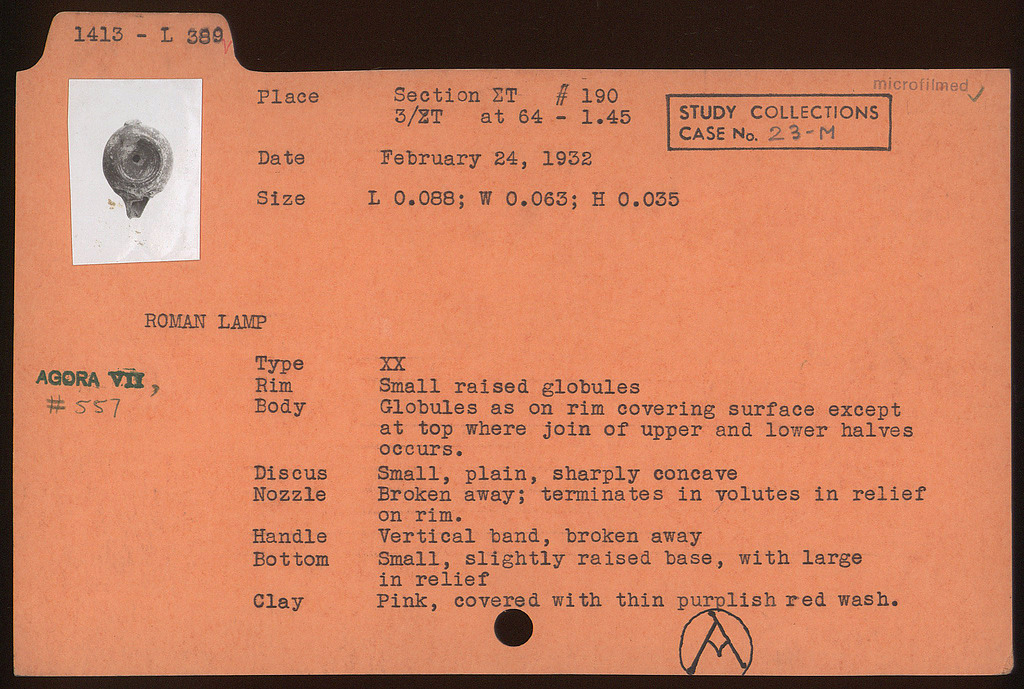 1413 - L 389
microfilmed ✓
Place Section ΣT # 190
3/ΣT at 64 - 1.45
STUDY COLLECTIONS
CASE No. 23-M
Date February 24, 1932
Size L 0.088; W 0.063; H 0.035
ROMAN LAMP
AGORA VII,
# 557
Type XX
Rim Small raised globules
Body Globules as on rim covering surface except
at top where join of upper and lower halves
occurs.
Discus Small, plain, sharply concave
Nozzle Broken away; terminates in volutes in relief
on rim.
Handle Vertical band, broken away
Bottom Small, slightly raised base, with large
in relief
Clay Pink, covered with thin purplish red wash.
A